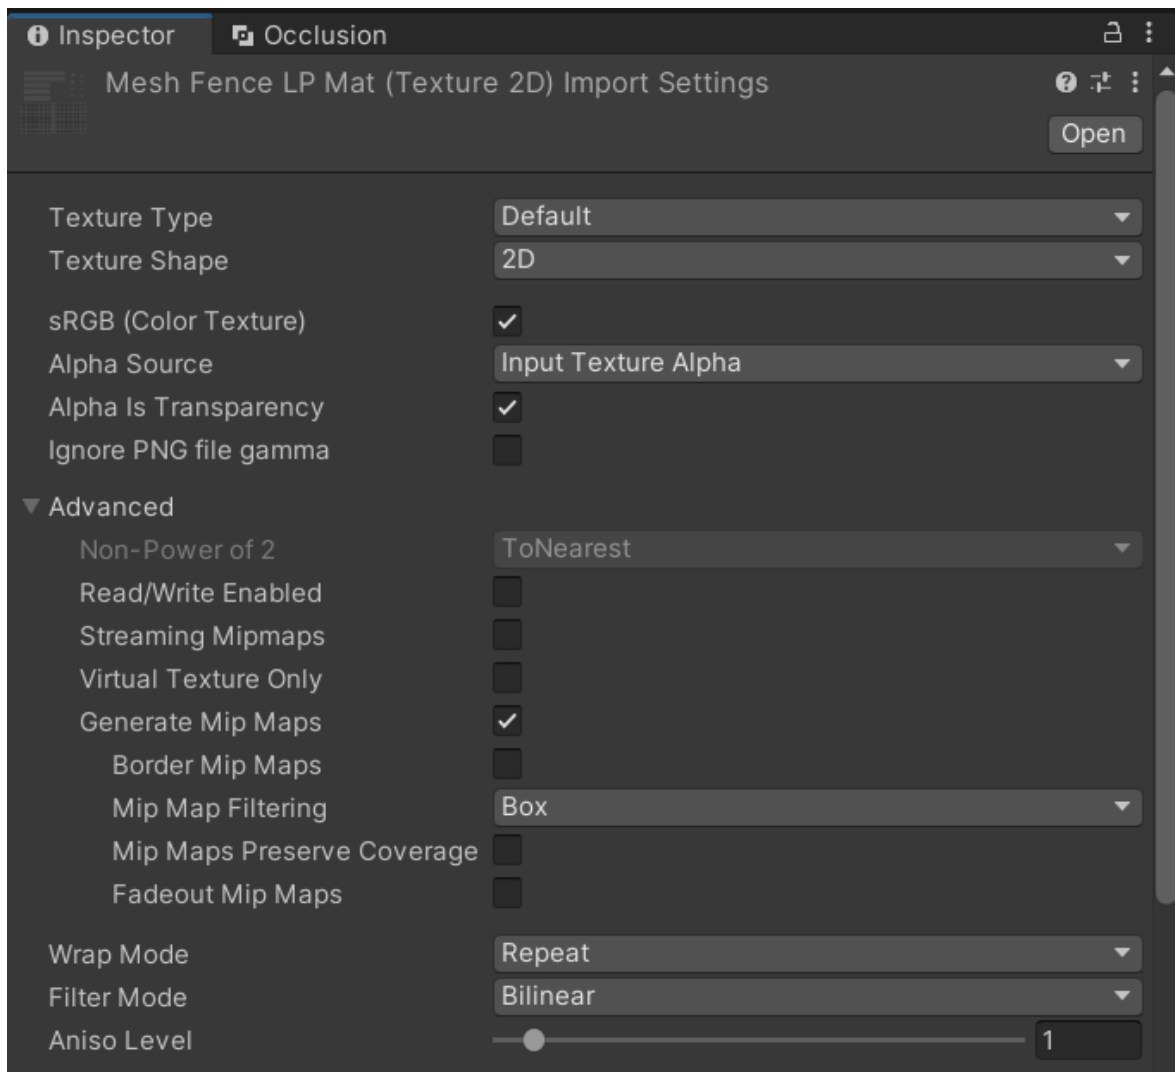 Inspector Occlusion
Mesh Fence LP Mat (Texture 2D) Import Settings
Open
Texture Type Default
Texture Shape 2D
sRGB (Color Texture)
Alpha Source Input Texture Alpha
Alpha Is Transparency
Ignore PNG file gamma
Advanced
Non-Power of 2 ToNearest
Read/Write Enabled
Streaming Mipmaps
Virtual Texture Only
Generate Mip Maps
Border Mip Maps
Mip Map Filtering Box
Mip Maps Preserve Coverage
Fadeout Mip Maps
Wrap Mode Repeat
Filter Mode Bilinear
Aniso Level 1